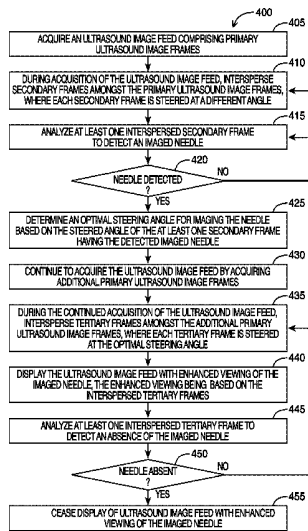 400
405
ACQUIRE AN ULTRASOUND IMAGE FEED COMPRISING PRIMARY
ULTRASOUND IMAGE FRAMES
410
DURING ACQUISITION OF THE ULTRASOUND IMAGE FEED, INTERSPERSE
SECONDARY FRAMES AMONGST THE PRIMARY ULTRASOUND IMAGE FRAMES,
WHERE EACH SECONDARY FRAME IS STEERED AT A DIFFERENT ANGLE
415
ANALYZE AT LEAST ONE INTERSPERSED SECONDARY FRAME
TO DETECT AN IMAGED NEEDLE
420
NEEDLE DETECTED
?
NO
YES
425
DETERMINE AN OPTIMAL STEERING ANGLE FOR IMAGING THE NEEDLE
BASED ON THE STEERED ANGLE OF THE AT LEAST ONE SECONDARY FRAME
HAVING THE DETECTED IMAGED NEEDLE
430
CONTINUE TO ACQUIRE THE ULTRASOUND IMAGE FEED BY ACQUIRING
ADDITIONAL PRIMARY ULTRASOUND IMAGE FRAMES
435
DURING THE CONTINUED ACQUISITION OF THE ULTRASOUND IMAGE FEED,
INTERSPERSE TERTIARY FRAMES AMONGST THE ADDITIONAL PRIMARY
ULTRASOUND IMAGE FRAMES, WHERE EACH TERTIARY FRAME IS STEERED
AT THE OPTIMAL STEERING ANGLE
440
DISPLAY THE ULTRASOUND IMAGE FEED WITH ENHANCED VIEWING OF THE
IMAGED NEEDLE, THE ENHANCED VIEWING BEING BASED ON THE
INTERSPERSED TERTIARY FRAMES
445
ANALYZE AT LEAST ONE INTERSPERSED TERTIARY FRAME TO
DETECT AN ABSENCE OF THE IMAGED NEEDLE
450
NEEDLE ABSENT
?
NO
YES
455
CEASE DISPLAY OF ULTRASOUND IMAGE FEED WITH ENHANCED
VIEWING OF THE IMAGED NEEDLE